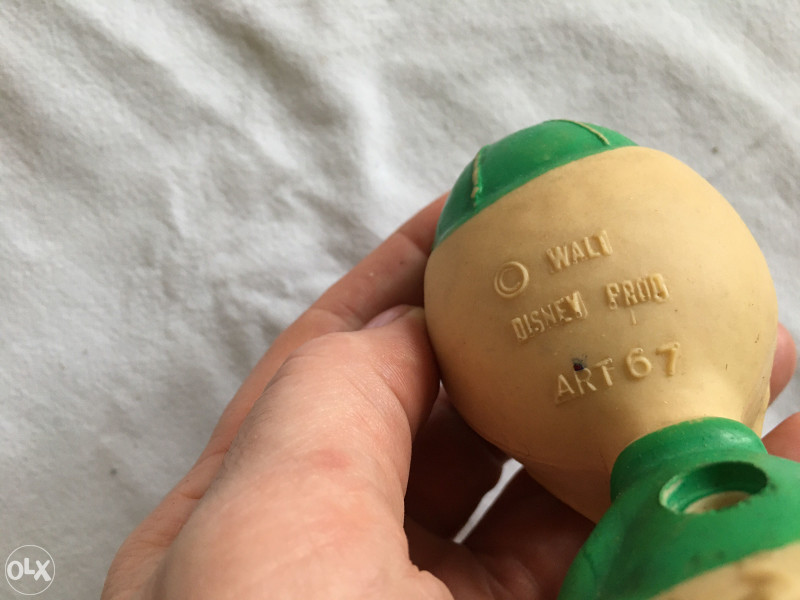 © WALT
DISNEY PROD
ART 67
OLX